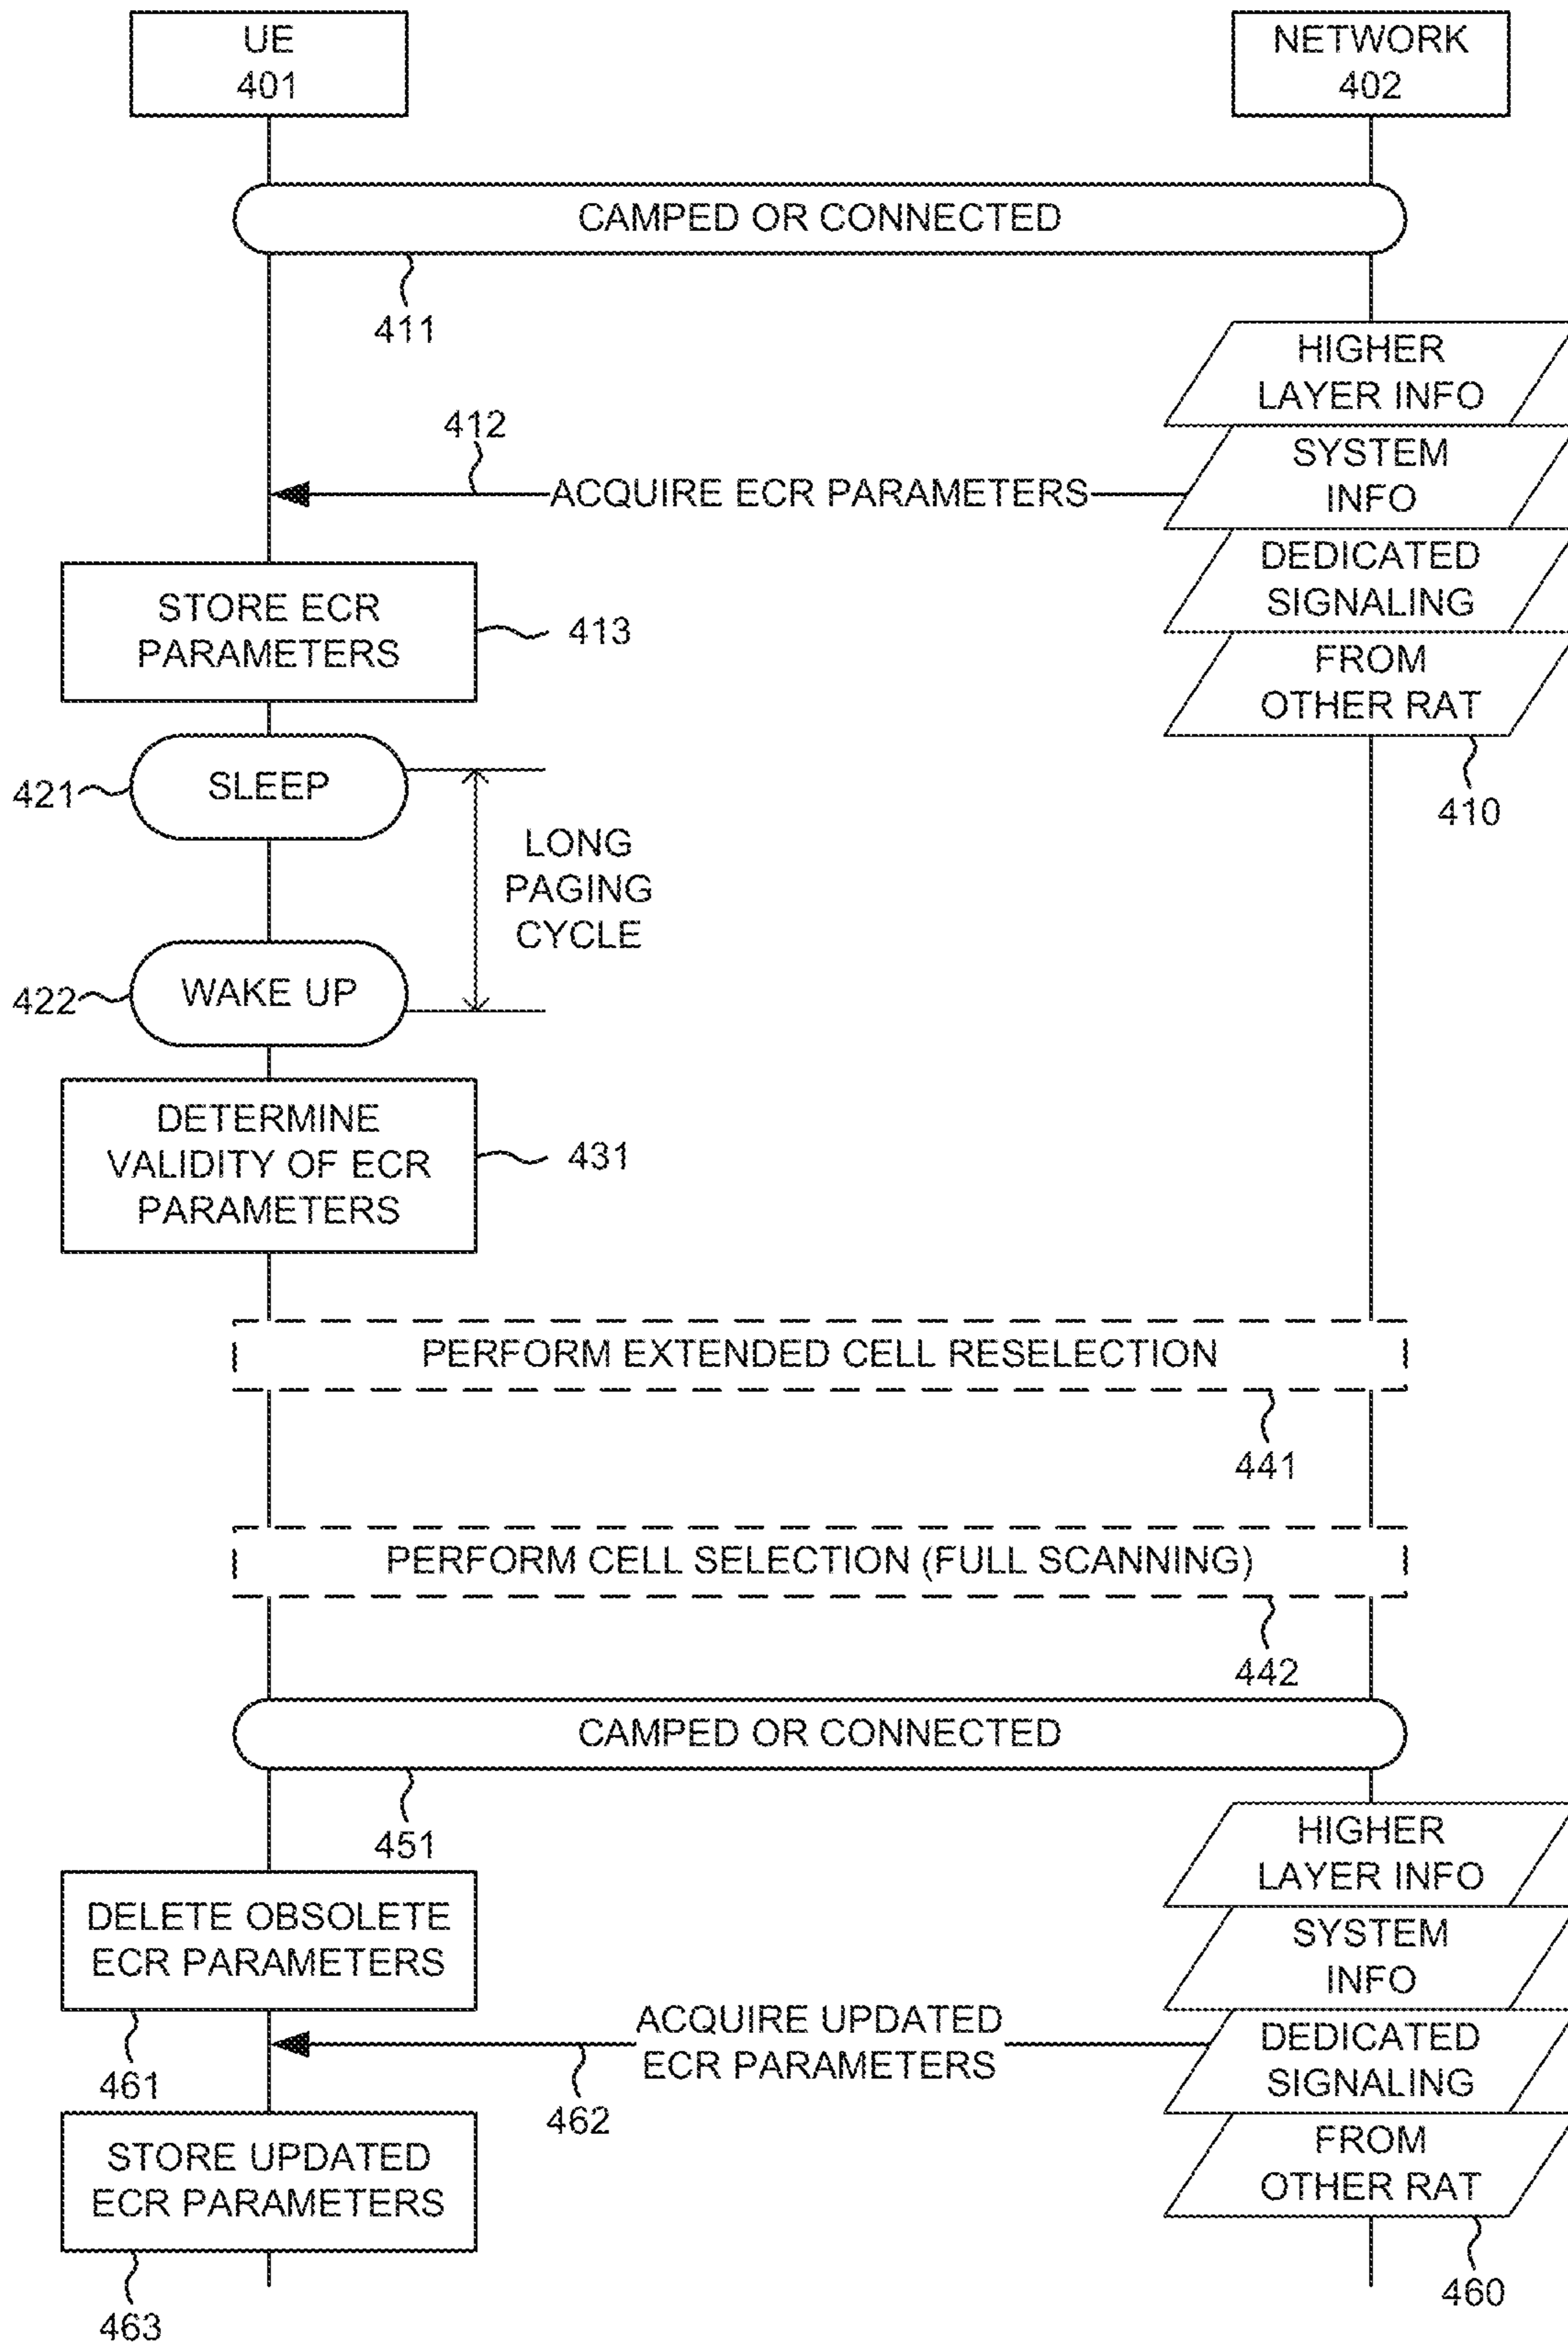 UE
401
NETWORK
402
CAMPED OR CONNECTED
411
HIGHER
LAYER INFO
412
SYSTEM
INFO
ACQUIRE ECR PARAMETERS
DEDICATED
SIGNALING
STORE ECR
PARAMETERS
413
FROM
OTHER RAT
410
421
SLEEP
LONG
PAGING
CYCLE
422
WAKE UP
DETERMINE
VALIDITY OF ECR
PARAMETERS
431
PERFORM EXTENDED CELL RESELECTION
441
PERFORM CELL SELECTION (FULL SCANNING)
442
CAMPED OR CONNECTED
451
HIGHER
LAYER INFO
DELETE OBSOLETE
ECR PARAMETERS
461
SYSTEM
INFO
ACQUIRE UPDATED
ECR PARAMETERS
462
DEDICATED
SIGNALING
STORE UPDATED
ECR PARAMETERS
463
FROM
OTHER RAT
460